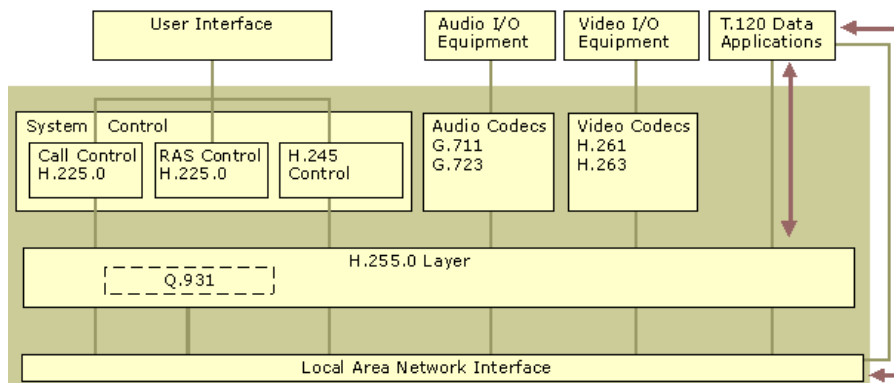 User Interface
Audio I/O
Equipment
Video I/O
Equipment
T.120 Data
Applications
System Control
Call Control
H.225.0
RAS Control
H.225.0
H.245
Control
Audio Codecs
G.711
G.723
Video Codecs
H.261
H.263
H.255.0 Layer
Q.931
Local Area Network Interface